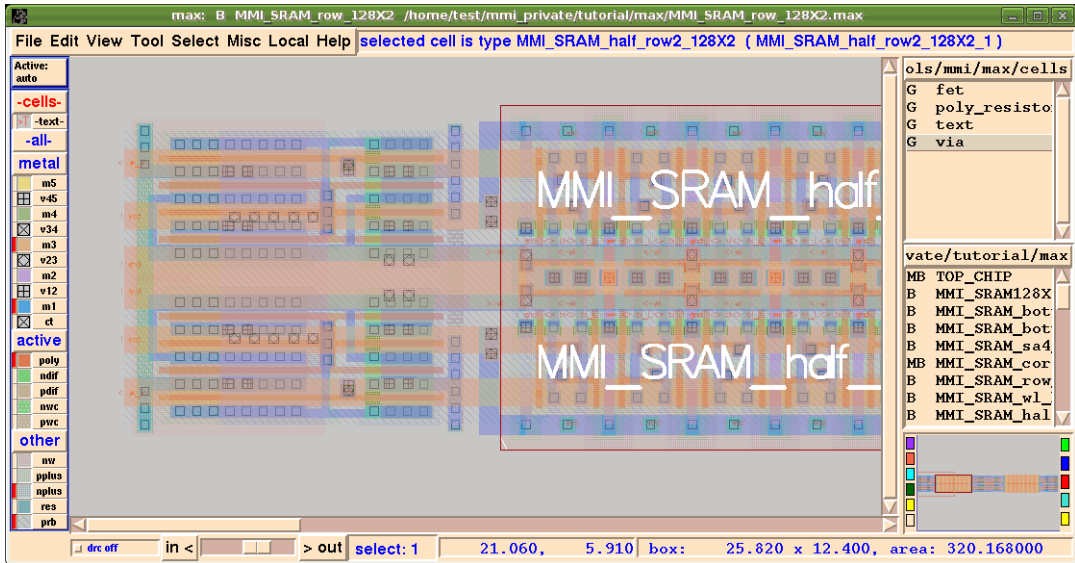 max: B MMI_SRAM_row_128X2 /home/test/mmi_private/tutorial/max/MMI_SRAM_row_128X2.max
File Edit View Tool Select Misc Local Help selected cell is type MMI_SRAM_half_row2_128X2 ( MMI_SRAM_half_row2_128X2_1 )
Active:
auto
-cells-
-text-
-all-
metal
m5
v45
m4
v34
m3
v23
m2
v12
m1
ct
active
poly
ndif
pdif
nwc
pwc
other
nw
pplus
nplus
res
prb
MMI_SRAM_half_
MMI_SRAM_half_
ols/mmi/max/cells
G fet
G poly_resisto
G text
G via
vate/tutorial/max
MB TOP_CHIP
B MMI_SRAM128X
B MMI_SRAM_bot
B MMI_SRAM_bot
B MMI_SRAM_sa4
MB MMI_SRAM_cor
B MMI_SRAM_row
B MMI_SRAM_wl_
B MMI_SRAM_hal
drc off in < > out select: 1 21.060, 5.910 box: 25.820 x 12.400, area: 320.168000